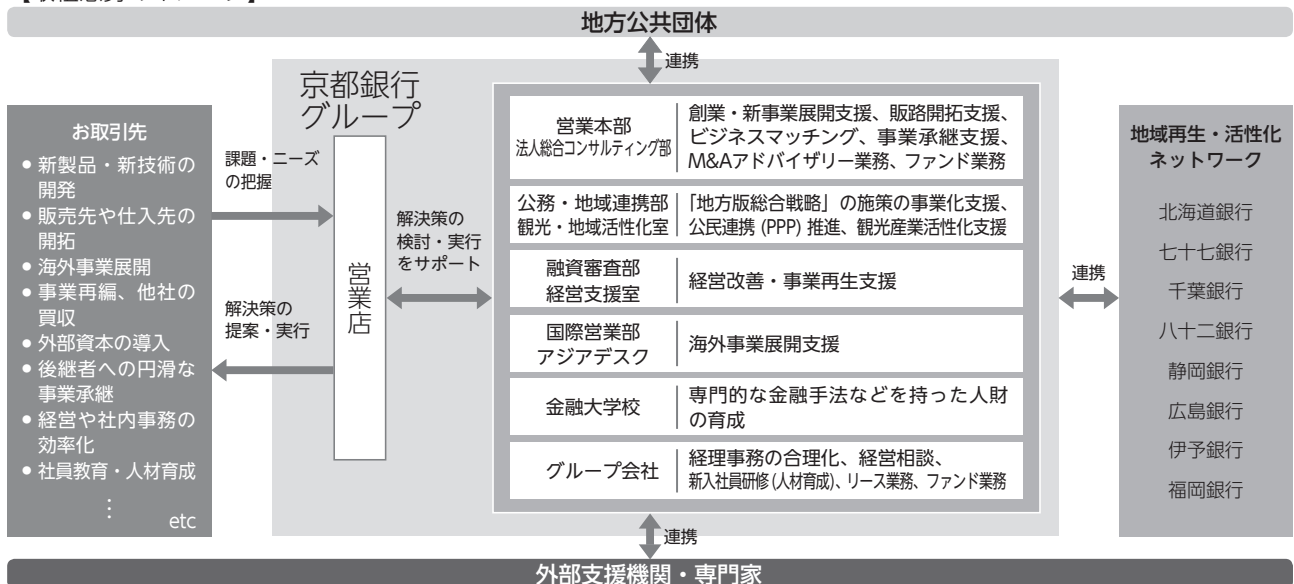 地方公共団体
連携
京都銀行
グループ
お取引先
● 新製品・新技術の
開発
● 販売先や仕入先の
開拓
● 海外事業展開
● 事業再編、他社の
買収
● 外部資本の導入
● 後継者への円滑な
事業承継
● 経営や社内事務の
効率化
● 社員教育・人材育成
⋮
etc
課題・ニーズ
の把握
解決策の
提案・実行
営業店
解決策の
検討・実行
をサポート
営業本部
法人総合コンサルティング部
創業・新事業展開支援、販路開拓支援、
ビジネスマッチング、事業承継支援、
M&Aアドバイザリー業務、ファンド業務
公務・地域連携部
観光・地域活性化室
「地方版総合戦略」の施策の事業化支援、
公民連携 (PPP) 推進、観光産業活性化支援
融資審査部
経営支援室
経営改善・事業再生支援
国際営業部
アジアデスク
海外事業展開支援
金融大学校
専門的な金融手法などを持った人財
の育成
グループ会社
経理事務の合理化、経営相談、
新入社員研修(人材育成)、リース業務、ファンド業務
連携
地域再生・活性化
ネットワーク
北海道銀行
七十七銀行
千葉銀行
八十二銀行
静岡銀行
広島銀行
伊予銀行
福岡銀行
連携
外部支援機関・専門家